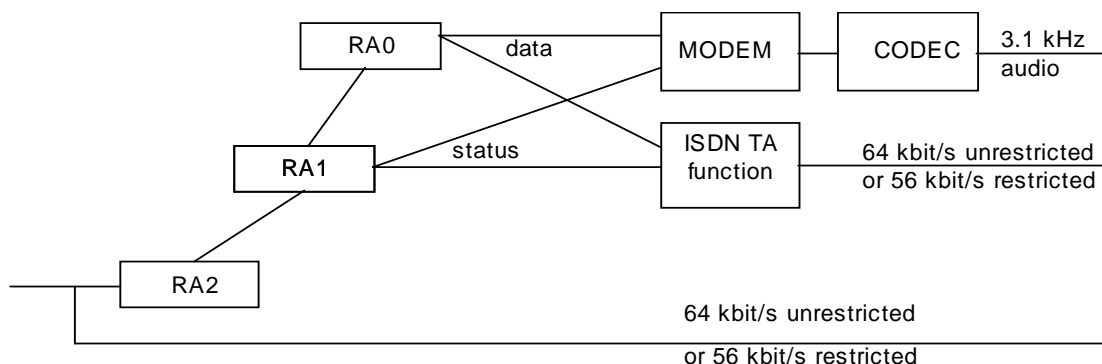 RA0
data
MODEM
CODEC
3.1 kHz
audio
RA1
status
ISDN TA
function
64 kbit/s unrestricted
or 56 kbit/s restricted
RA2
64 kbit/s unrestricted
or 56 kbit/s restricted